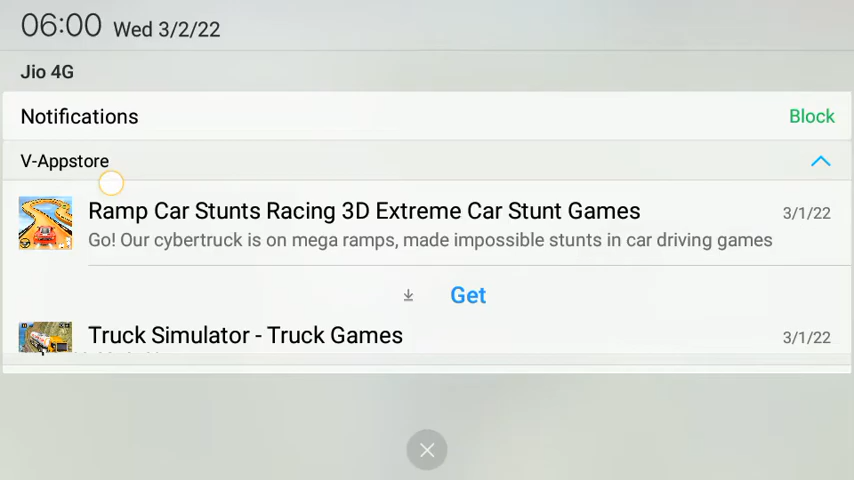 06:00 Wed 3/2/22
Jio 4G
Notifications Block
V-Appstore
Ramp Car Stunts Racing 3D Extreme Car Stunt Games 3/1/22
Go! Our cybertruck is on mega ramps, made impossible stunts in car driving games
Get
Truck Simulator - Truck Games 3/1/22